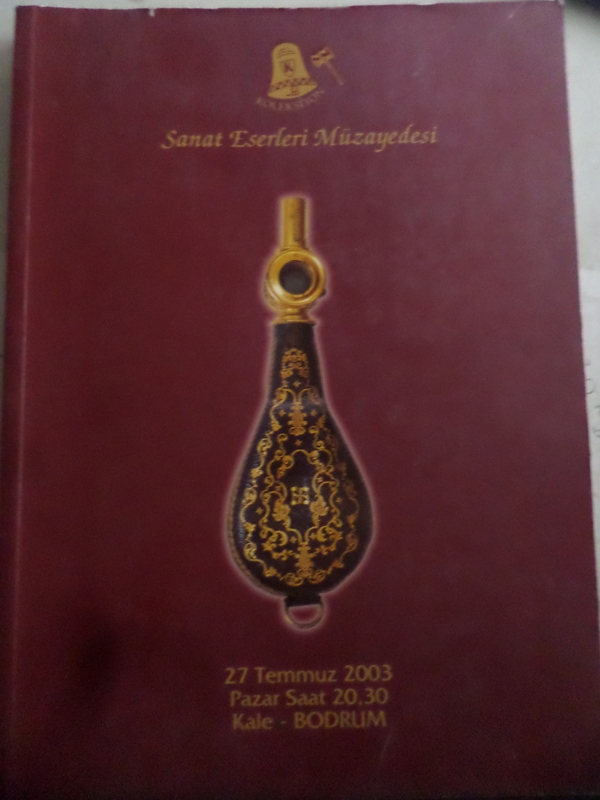 K
KOLEKSİYON
Sanat Eserleri Müzayedesi
27 Temmuz 2003
Pazar Saat 20.30
Kale - BODRUM